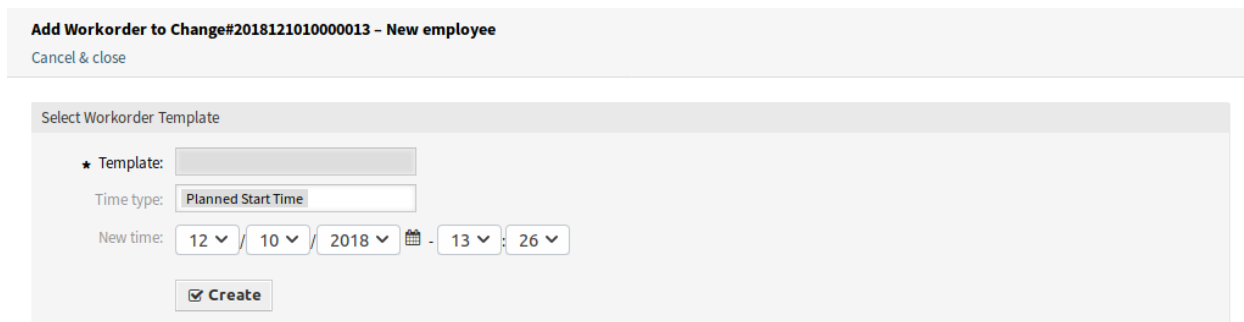 Add Workorder to Change#2018121010000013 – New employee
Cancel & close
Select Workorder Template
★ Template:
Time type: Planned Start Time
New time: 12 / 10 / 2018 - 13 : 26
Create